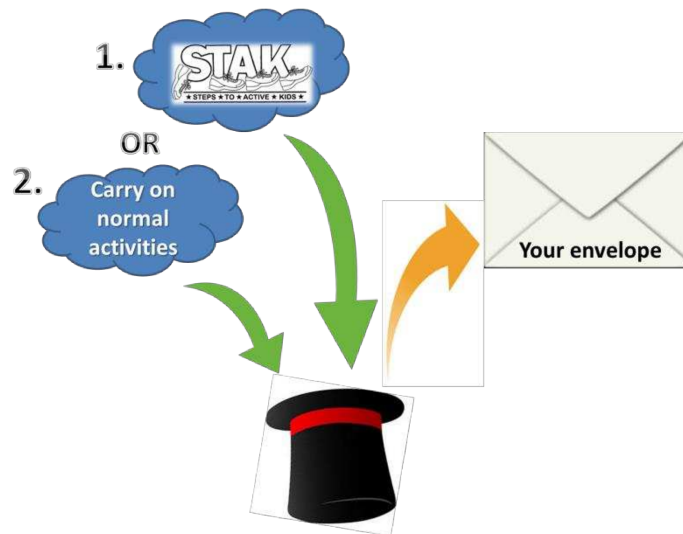 1.
STAK
★ STEPS ★ TO ★ ACTIVE ★ KIDS ★
OR
2.
Carry on
normal
activities
Your envelope